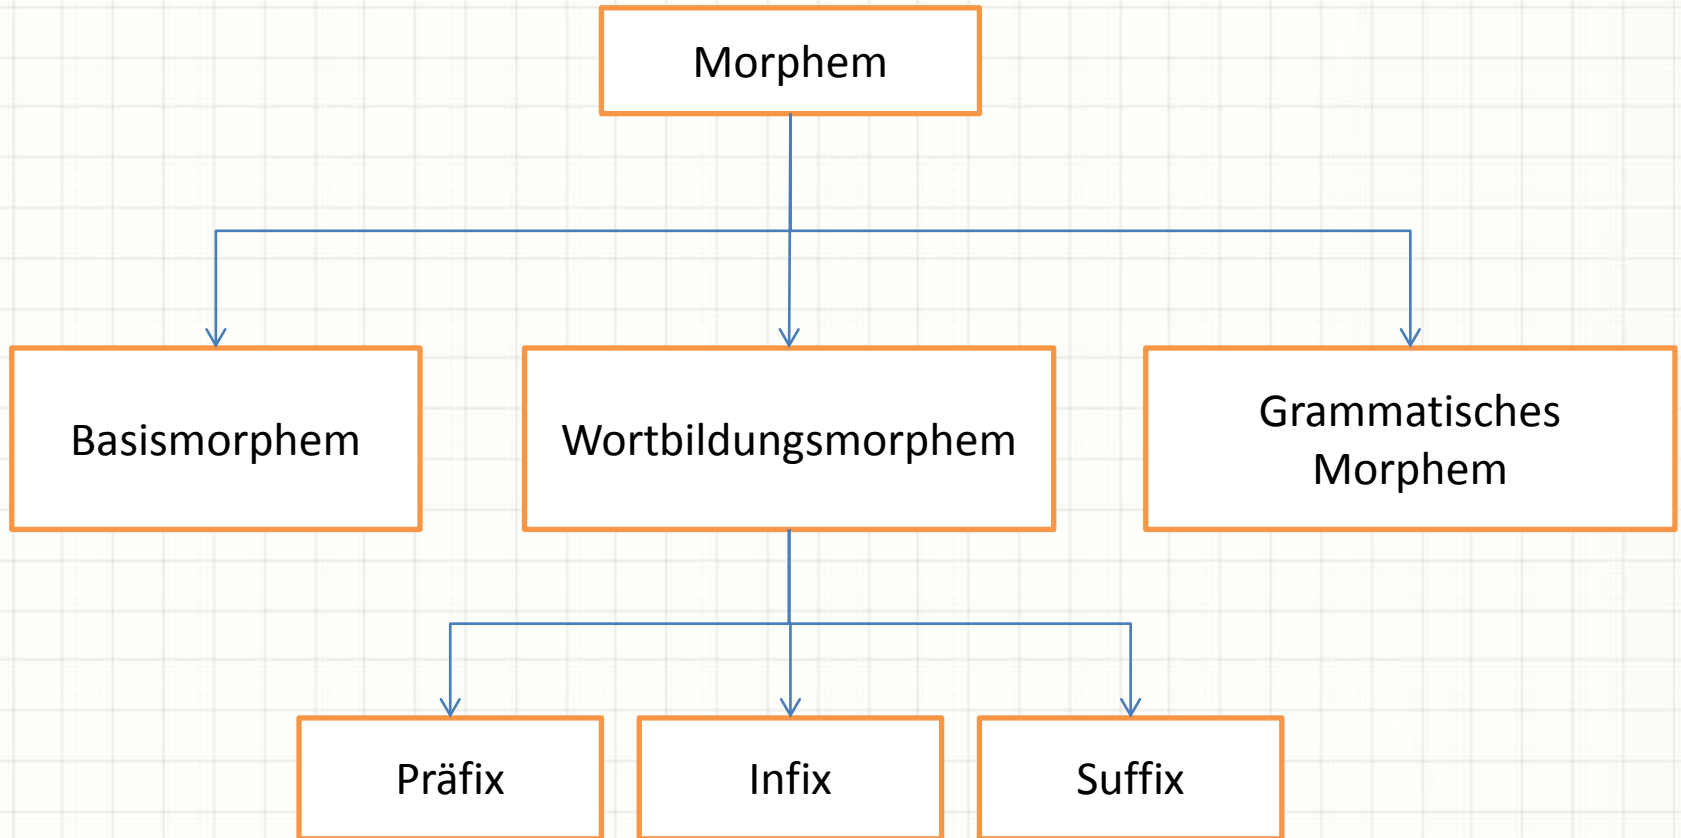 Morphem
Basismorphem
Wortbildungsmorphem
Grammatisches
Morphem
Präfix
Infix
Suffix